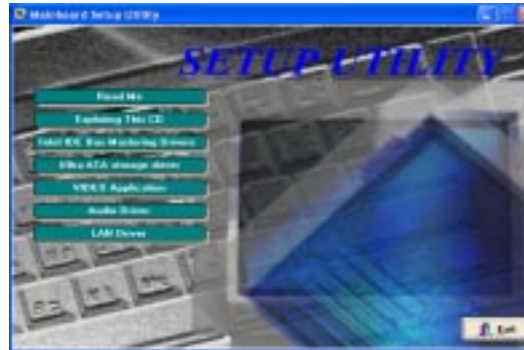 Mainboard Setup Utility
SETUP UTILITY
Read Me
Exploring This CD
Intel IDE Bus Mastering Drivers
Ultra ATA storage driver
VIDEO Application
Audio Driver
LAN Driver
Exit